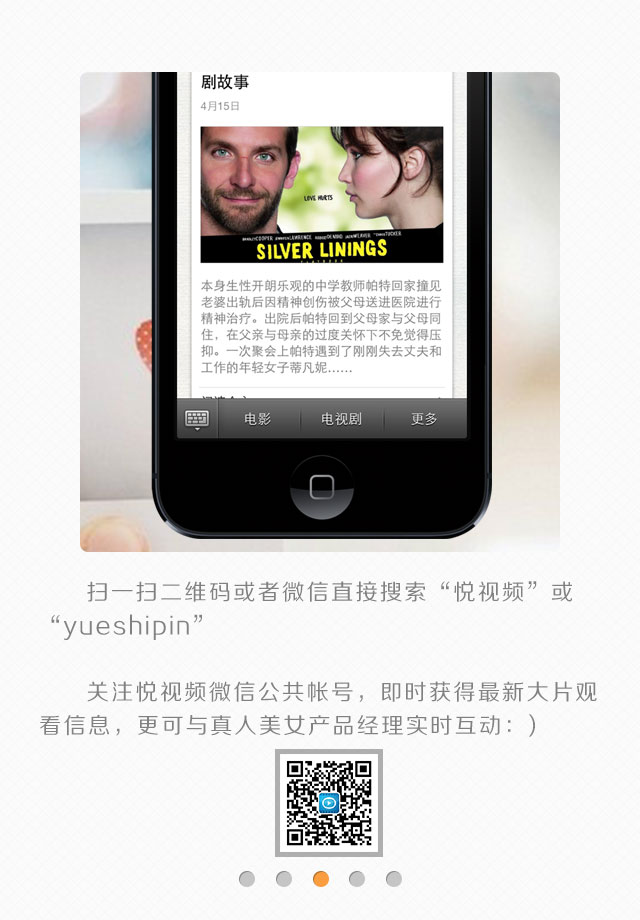 剧故事
4月15日
LOVE HURTS
SILVER LININGS
本身生性开朗乐观的中学教师帕特回家撞见
老婆出轨后因精神创伤被父母送进医院进行
精神治疗。出院后帕特回到父母家与父母同
住，在父亲与母亲的过度关怀下不免觉得压
抑。一次聚会上帕特遇到了刚刚失去丈夫和
工作的年轻女子蒂凡妮……
电影 电视剧 更多
扫一扫二维码或者微信直接搜索“悦视频”或
“yueshipin”
关注悦视频微信公共帐号，即时获得最新大片观
看信息，更可与真人美女产品经理实时互动：)